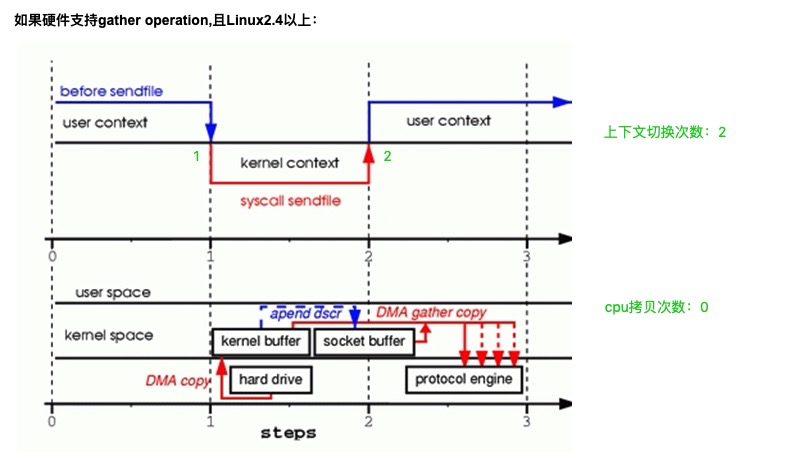 如果硬件支持gather operation,且Linux2.4以上：
before sendfile
user context
user context
上下文切换次数：2
1
2
kernel context
syscall sendfile
0
1
2
3
user space
cpu拷贝次数：0
apend dscr
DMA gather copy
kernel space
kernel buffer
socket buffer
DMA copy
hard drive
protocol engine
0
1
2
3
steps